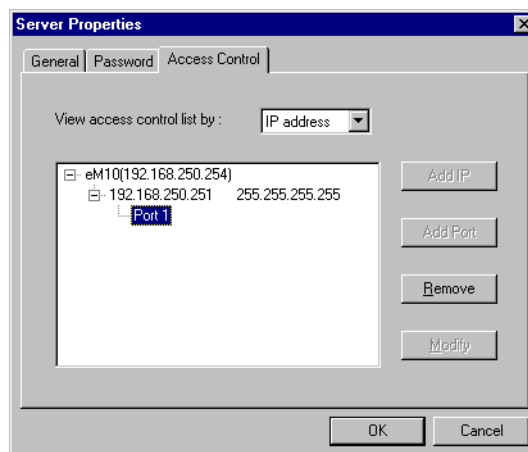 Server Properties
General Password Access Control
View access control list by : IP address
eM10(192.168.250.254)
192.168.250.251 255.255.255.255
Port 1
Add IP
Add Port
Remove
Modify
OK Cancel